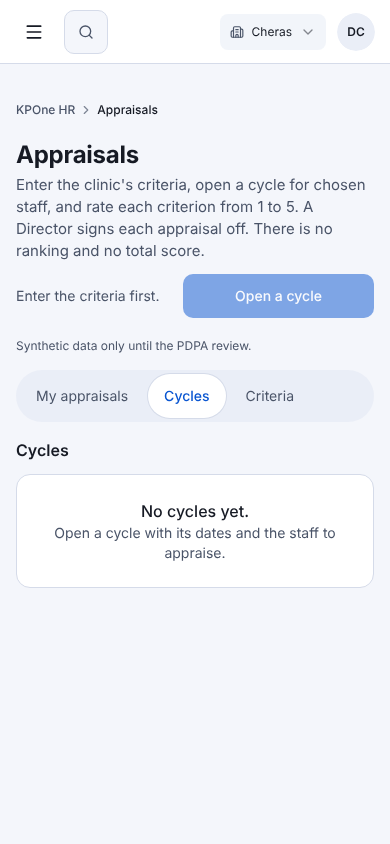 Cheras
DC
KPOne HR > Appraisals
Appraisals
Enter the clinic's criteria, open a cycle for chosen
staff, and rate each criterion from 1 to 5. A
Director signs each appraisal off. There is no
ranking and no total score.
Enter the criteria first.
Open a cycle
Synthetic data only until the PDPA review.
My appraisals
Cycles
Criteria
Cycles
No cycles yet.
Open a cycle with its dates and the staff to
appraise.